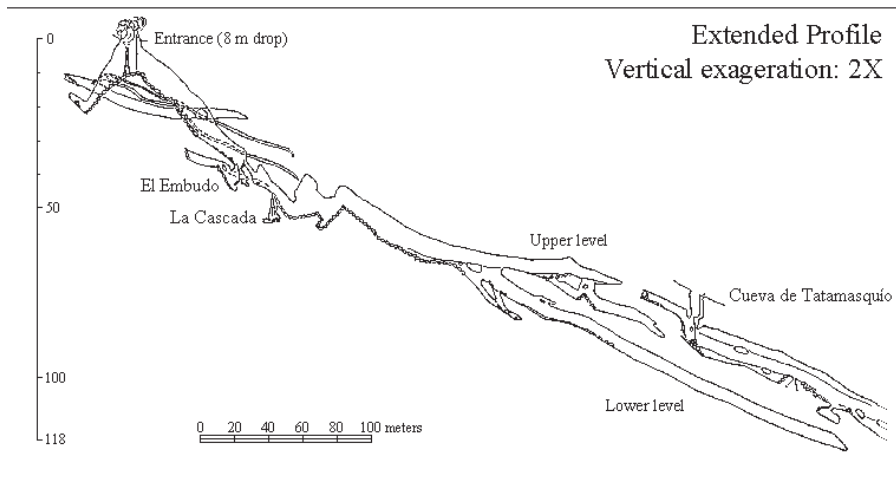 Extended Profile
Vertical exageration: 2X
0
Entrance (8 m drop)
El Embudo
50
La Cascada
Upper level
Cueva de Tatamasquío
100
Lower level
118
0 20 40 60 80 100 meters